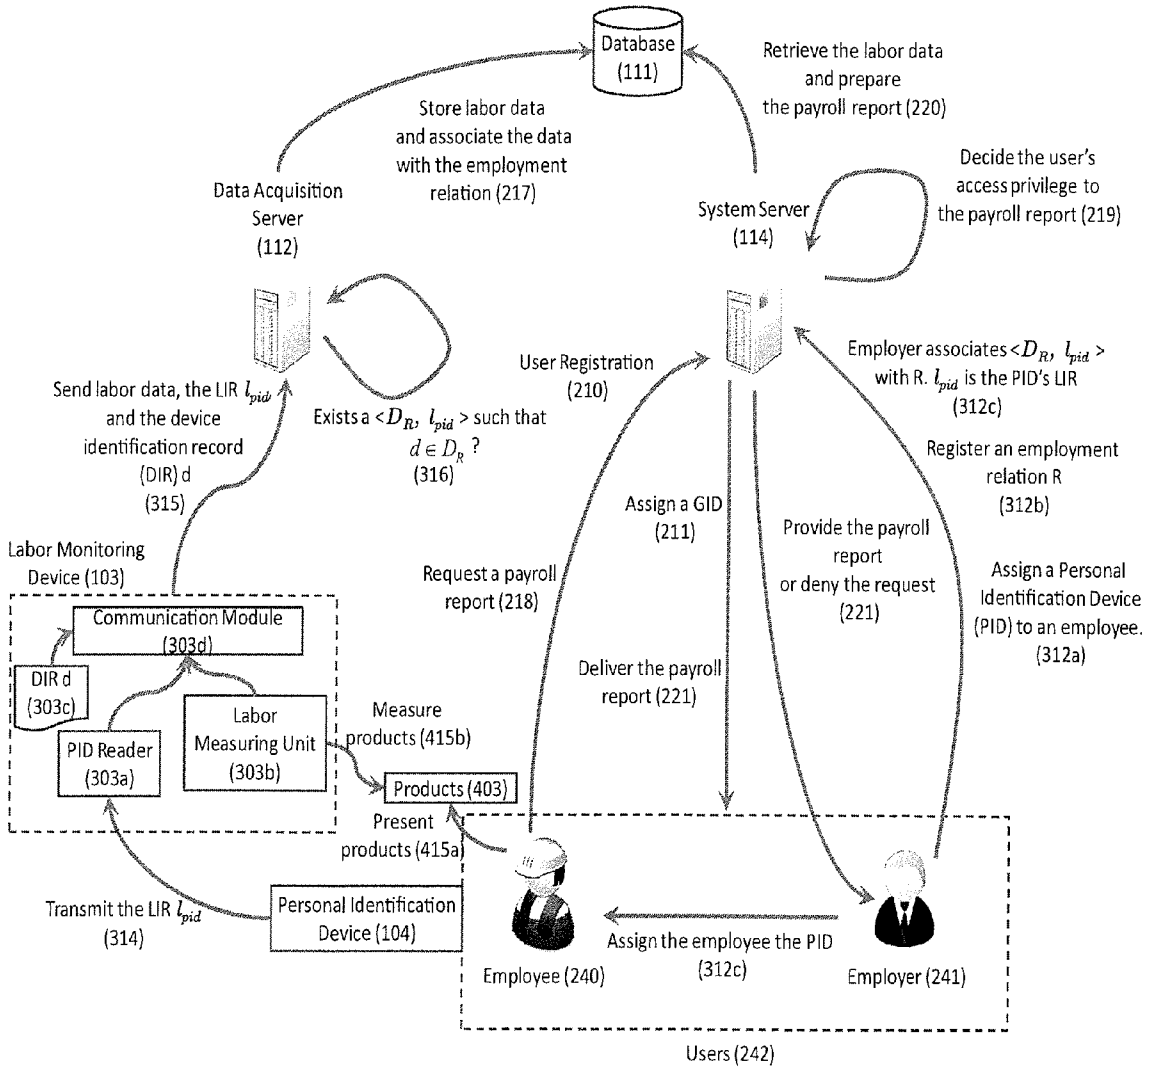 Database
(111)
Retrieve the labor data
and prepare
the payroll report (220)
Store labor data
and associate the data
with the employment
relation (217)
Decide the user's
access privilege to
the payroll report (219)
Data Acquisition
Server
(112)
System Server
(114)
User Registration
(210)
Employer associates <D_R, l_pid>
with R. l_pid is the PID's LIR
(312c)
Send labor data, the LIR l_pid,
and the device
identification record
(DIR) d
(315)
Exists a <D_R, l_pid> such that
d ∈ D_R ?
(316)
Register an employment
relation R
(312b)
Assign a GID
(211)
Provide the payroll
report
or deny the request
(221)
Labor Monitoring
Device (103)
Request a payroll
report (218)
Assign a Personal
Identification Device
(PID) to an employee.
(312a)
Communication Module
(303d)
DIR d
(303c)
Deliver the payroll
report (221)
PID Reader
(303a)
Labor
Measuring Unit
(303b)
Measure
products (415b)
Products (403)
Present
products (415a)
Transmit the LIR l_pid
(314)
Personal Identification
Device (104)
Assign the employee the PID
(312c)
Employee (240)
Employer (241)
Users (242)